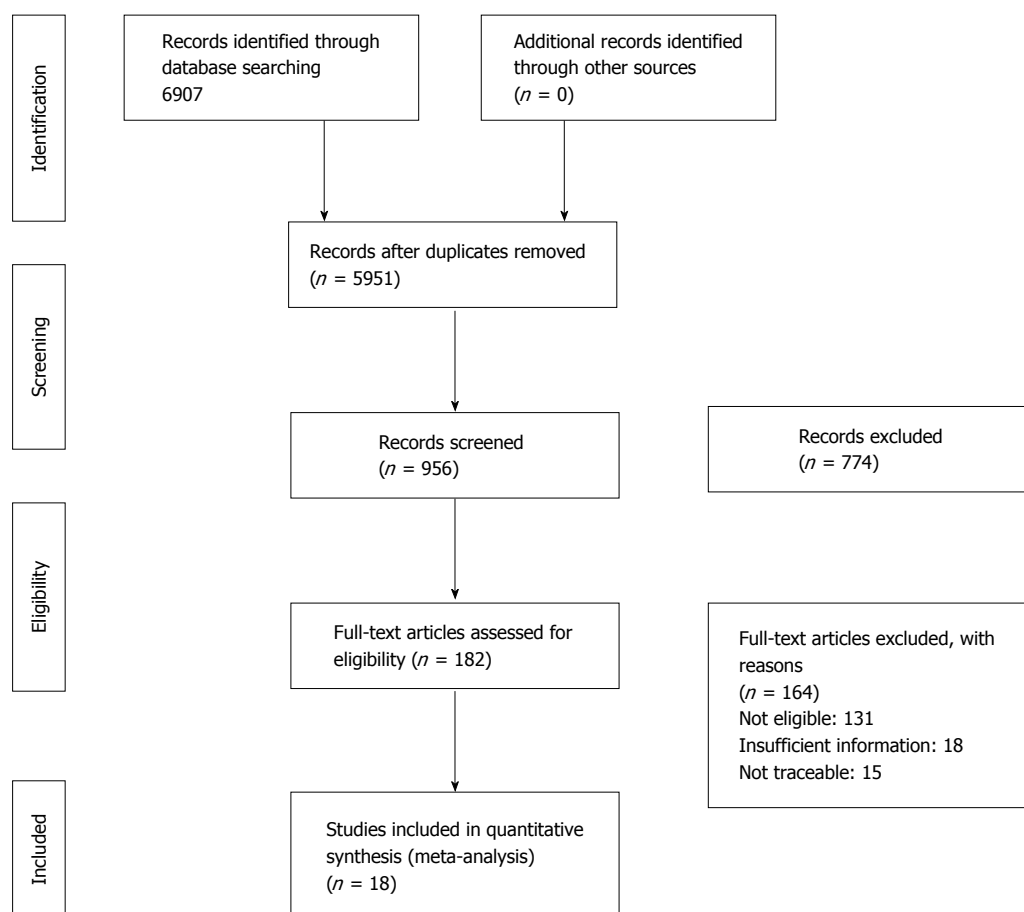 Identification
Records identified through
database searching
6907
Additional records identified
through other sources
(n = 0)
Records after duplicates removed
(n = 5951)
Screening
Records screened
(n = 956)
Records excluded
(n = 774)
Eligibility
Full-text articles assessed for
eligibility (n = 182)
Full-text articles excluded, with
reasons
(n = 164)
Not eligible: 131
Insufficient information: 18
Not traceable: 15
Included
Studies included in quantitative
synthesis (meta-analysis)
(n = 18)